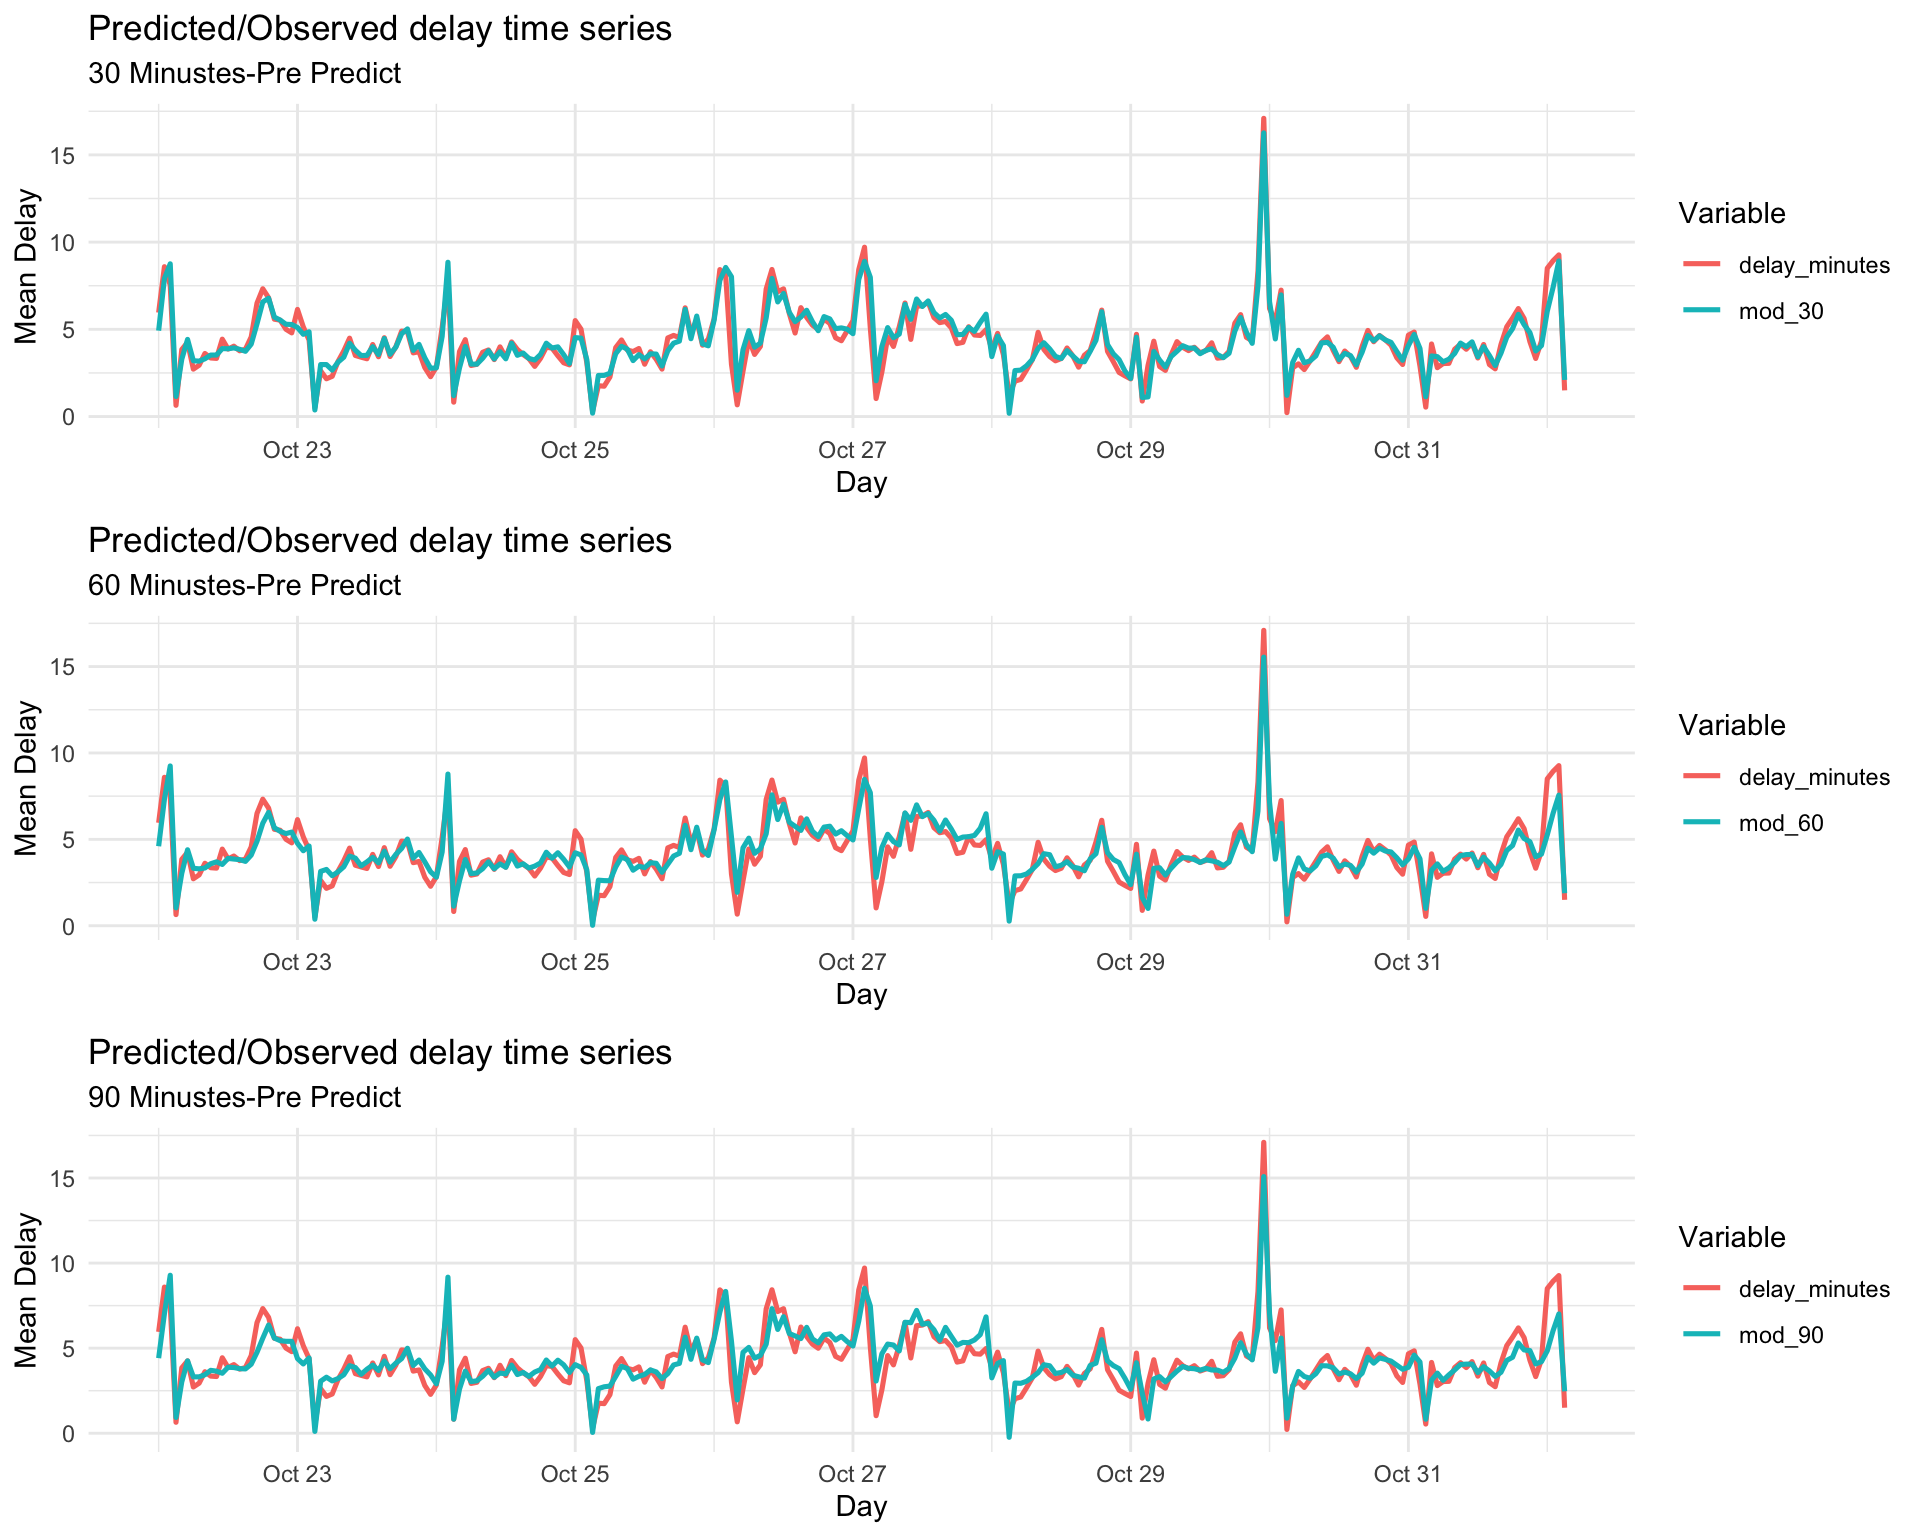 Predicted/Observed delay time series
30 Minustes-Pre Predict
Mean Delay
15
10
5
0
Oct 23 Oct 25 Oct 27 Oct 29 Oct 31
Day
Variable
delay_minutes
mod_30
Predicted/Observed delay time series
60 Minustes-Pre Predict
Mean Delay
15
10
5
0
Oct 23 Oct 25 Oct 27 Oct 29 Oct 31
Day
Variable
delay_minutes
mod_60
Predicted/Observed delay time series
90 Minustes-Pre Predict
Mean Delay
15
10
5
0
Oct 23 Oct 25 Oct 27 Oct 29 Oct 31
Day
Variable
delay_minutes
mod_90